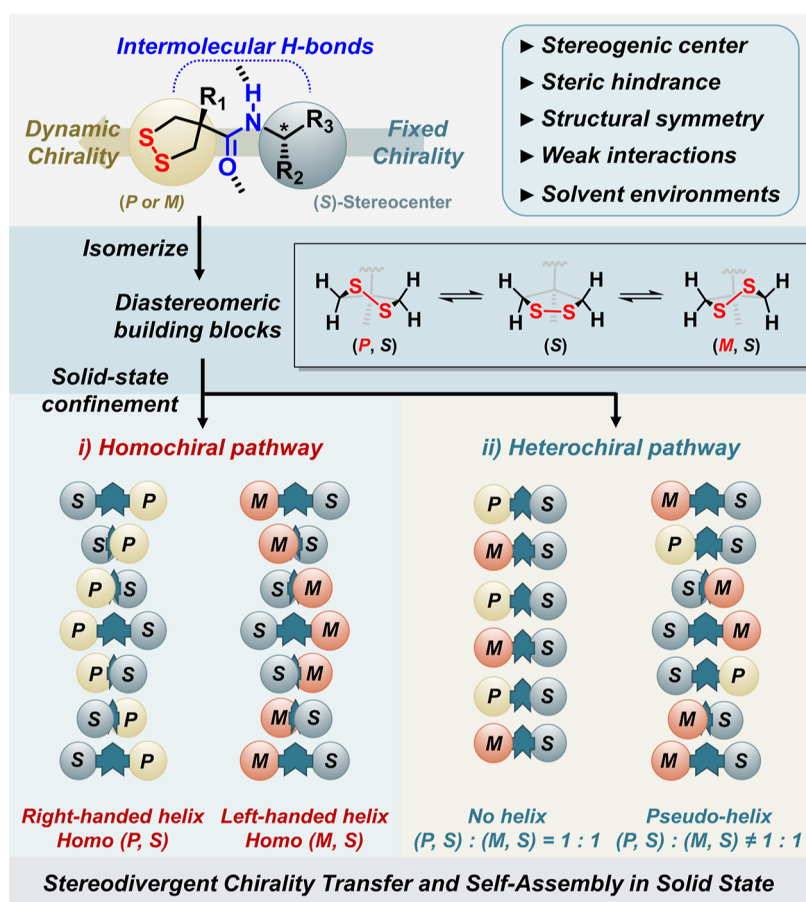 Intermolecular H-bonds
► Stereogenic center
► Steric hindrance
► Structural symmetry
► Weak interactions
► Solvent environments
H
R1
N
*
R3
S
S
O
R2
Dynamic
Chirality
Fixed
Chirality
(P or M)
(S)-Stereocenter
Isomerize
Diastereomeric
building blocks
H S H
S
H H
(P, S)
H H
H S S H
(S)
H S H
S
H H
(M, S)
Solid-state
confinement
i) Homochiral pathway
ii) Heterochiral pathway
S P
S P
P S
P S
P S
S P
S P
M S
M S
S M
S M
S M
M S
M S
P S
M S
P S
M S
P S
M S
M S
P S
S M
S M
S P
M S
M S
Right-handed helix
Homo (P, S)
Left-handed helix
Homo (M, S)
No helix
(P, S) : (M, S) = 1 : 1
Pseudo-helix
(P, S) : (M, S) ≠ 1 : 1
Stereodivergent Chirality Transfer and Self-Assembly in Solid State